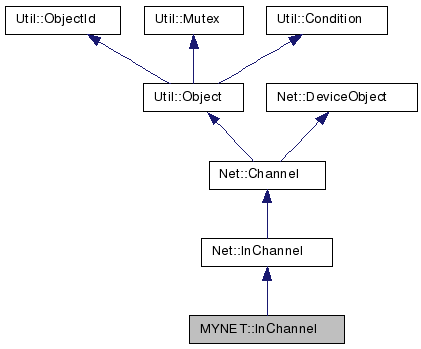 Util::ObjectId
Util::Mutex
Util::Condition
Util::Object
Net::DeviceObject
Net::Channel
Net::InChannel
MYNET::InChannel